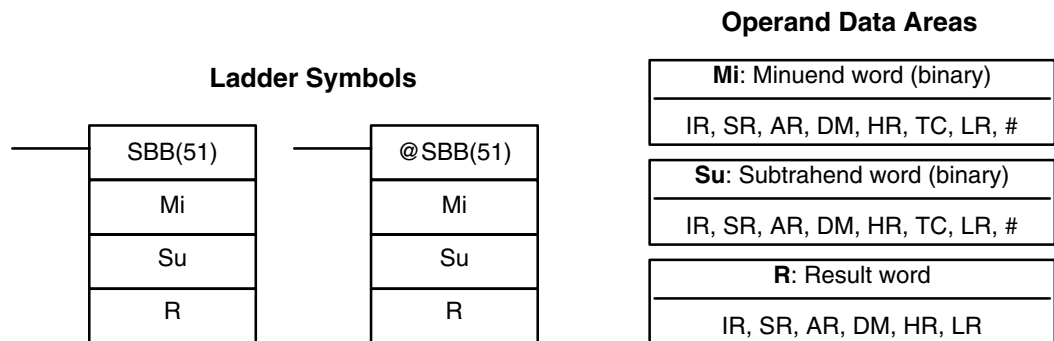 Operand Data Areas
Ladder Symbols
Mi: Minuend word (binary)
IR, SR, AR, DM, HR, TC, LR, #
SBB(51)
Mi
Su
R
@SBB(51)
Mi
Su
R
Su: Subtrahend word (binary)
IR, SR, AR, DM, HR, TC, LR, #
R: Result word
IR, SR, AR, DM, HR, LR